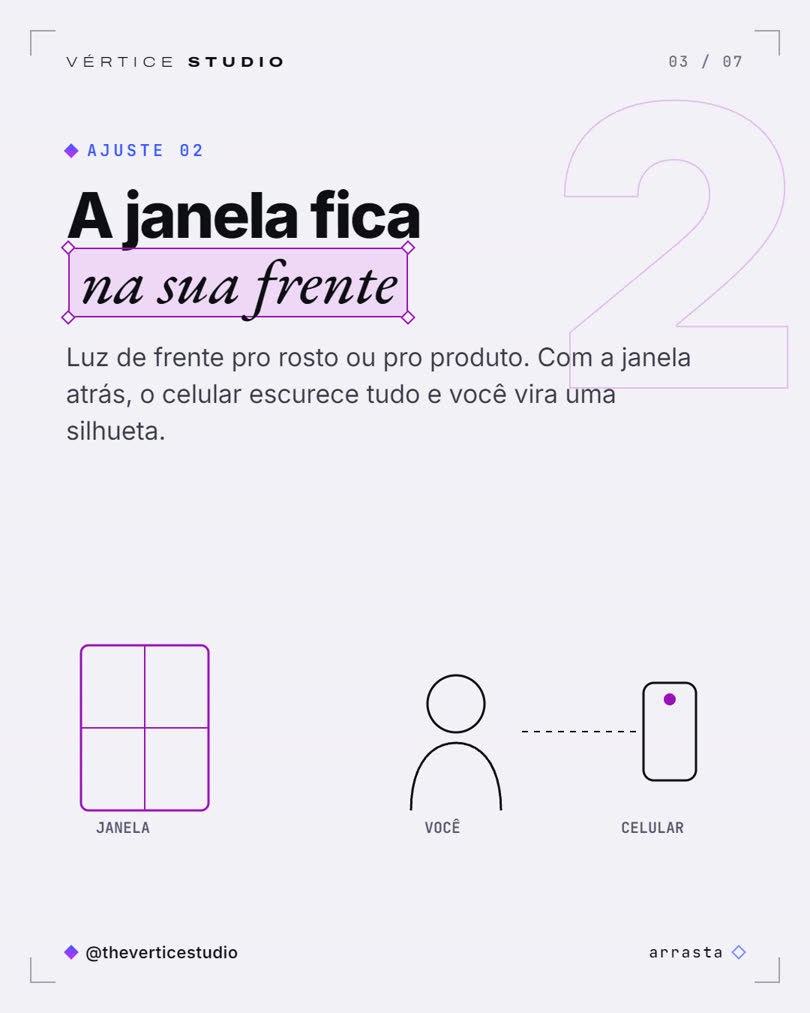 VÉRTICE STUDIO
03 / 07
AJUSTE 02
2
A janela fica
na sua frente
Luz de frente pro rosto ou pro produto. Com a janela
atrás, o celular escurece tudo e você vira uma
silhueta.
JANELA
VOCÊ
CELULAR
@theverticestudio
arrasta